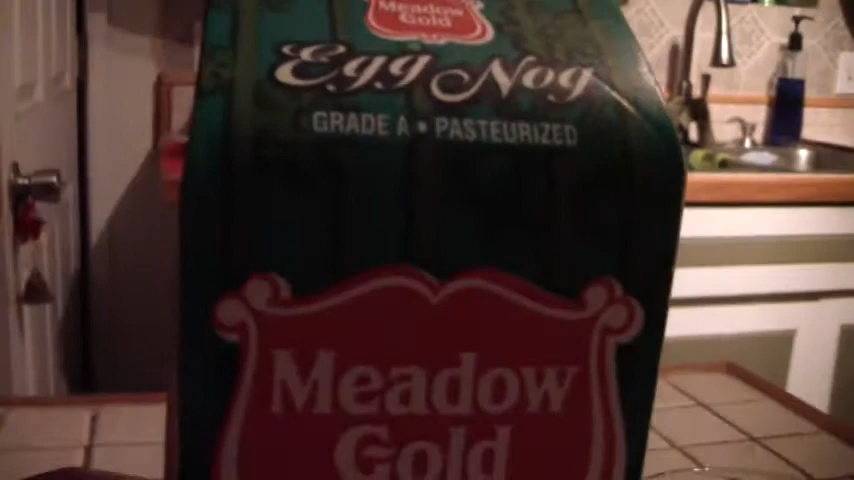 Meadow
Gold
Egg Nog
GRADE A • PASTEURIZED
Meadow
Gold